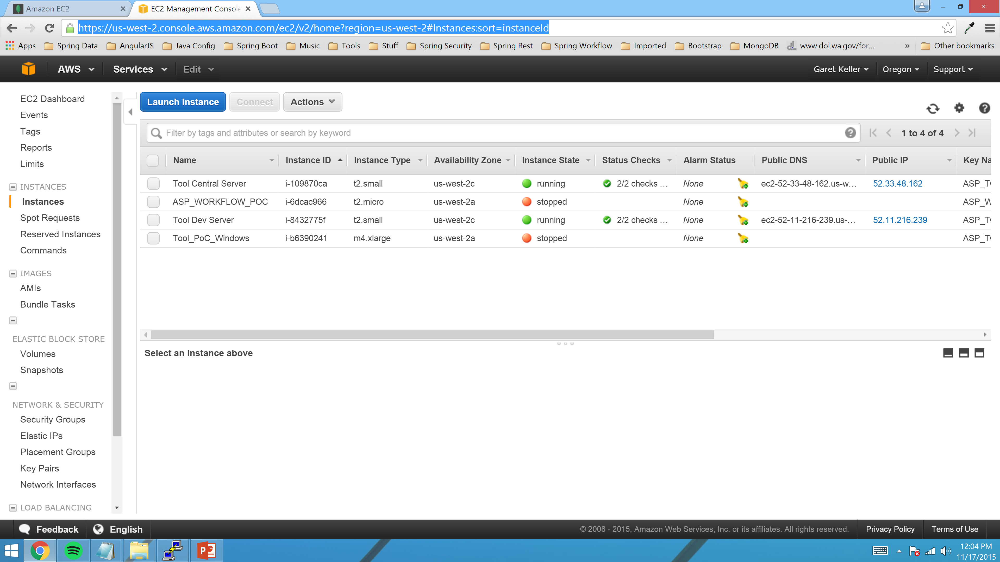 Amazon EC2
EC2 Management Console
https://us-west-2.console.aws.amazon.com/ec2/v2/home?region=us-west-2#Instances:sort=instanceId
Apps Spring Data AngularJS Java Config Spring Boot Music Tools Stuff Spring Security Spring Rest Spring Workflow Imported Bootstrap MongoDB www.dol.wa.gov/for... » Other bookmarks
AWS Services Edit Garet Keller Oregon Support
EC2 Dashboard
Events
Tags
Reports
Limits
INSTANCES
Instances
Spot Requests
Reserved Instances
Commands
IMAGES
AMIs
Bundle Tasks
ELASTIC BLOCK STORE
Volumes
Snapshots
NETWORK & SECURITY
Security Groups
Elastic IPs
Placement Groups
Key Pairs
Network Interfaces
LOAD BALANCING
Launch Instance Connect Actions
Filter by tags and attributes or search by keyword
1 to 4 of 4
Name Instance ID Instance Type Availability Zone Instance State Status Checks Alarm Status Public DNS Public IP Key Na
Tool Central Server i-109870ca t2.small us-west-2c running 2/2 checks ... None ec2-52-33-48-162.us-w... 52.33.48.162 ASP_T
ASP_WORKFLOW_POC i-6dcac966 t2.micro us-west-2a stopped None ASP_W
Tool Dev Server i-8432775f t2.small us-west-2c running 2/2 checks ... None ec2-52-11-216-239.us-... 52.11.216.239 ASP_T
Tool_PoC_Windows i-b6390241 m4.xlarge us-west-2a stopped None ASP_T
Select an instance above
Feedback English
© 2008 - 2015, Amazon Web Services, Inc. or its affiliates. All rights reserved. Privacy Policy Terms of Use
12:04 PM
11/17/2015